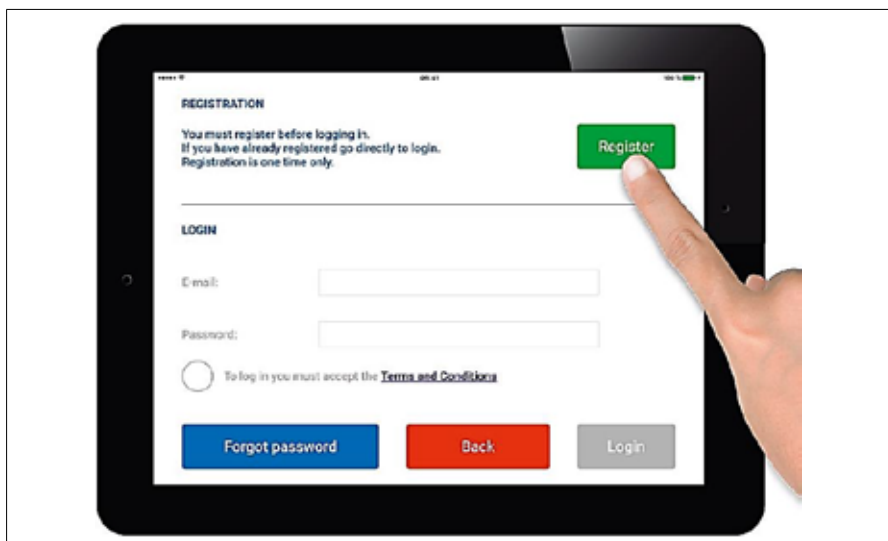 REGISTRATION
You must register before logging in.
If you have already registered go directly to login.
Registration is one time only.
Register
LOGIN
E-mail:
Password:
To log in you must accept the Terms and Conditions
Forgot password
Back
Login